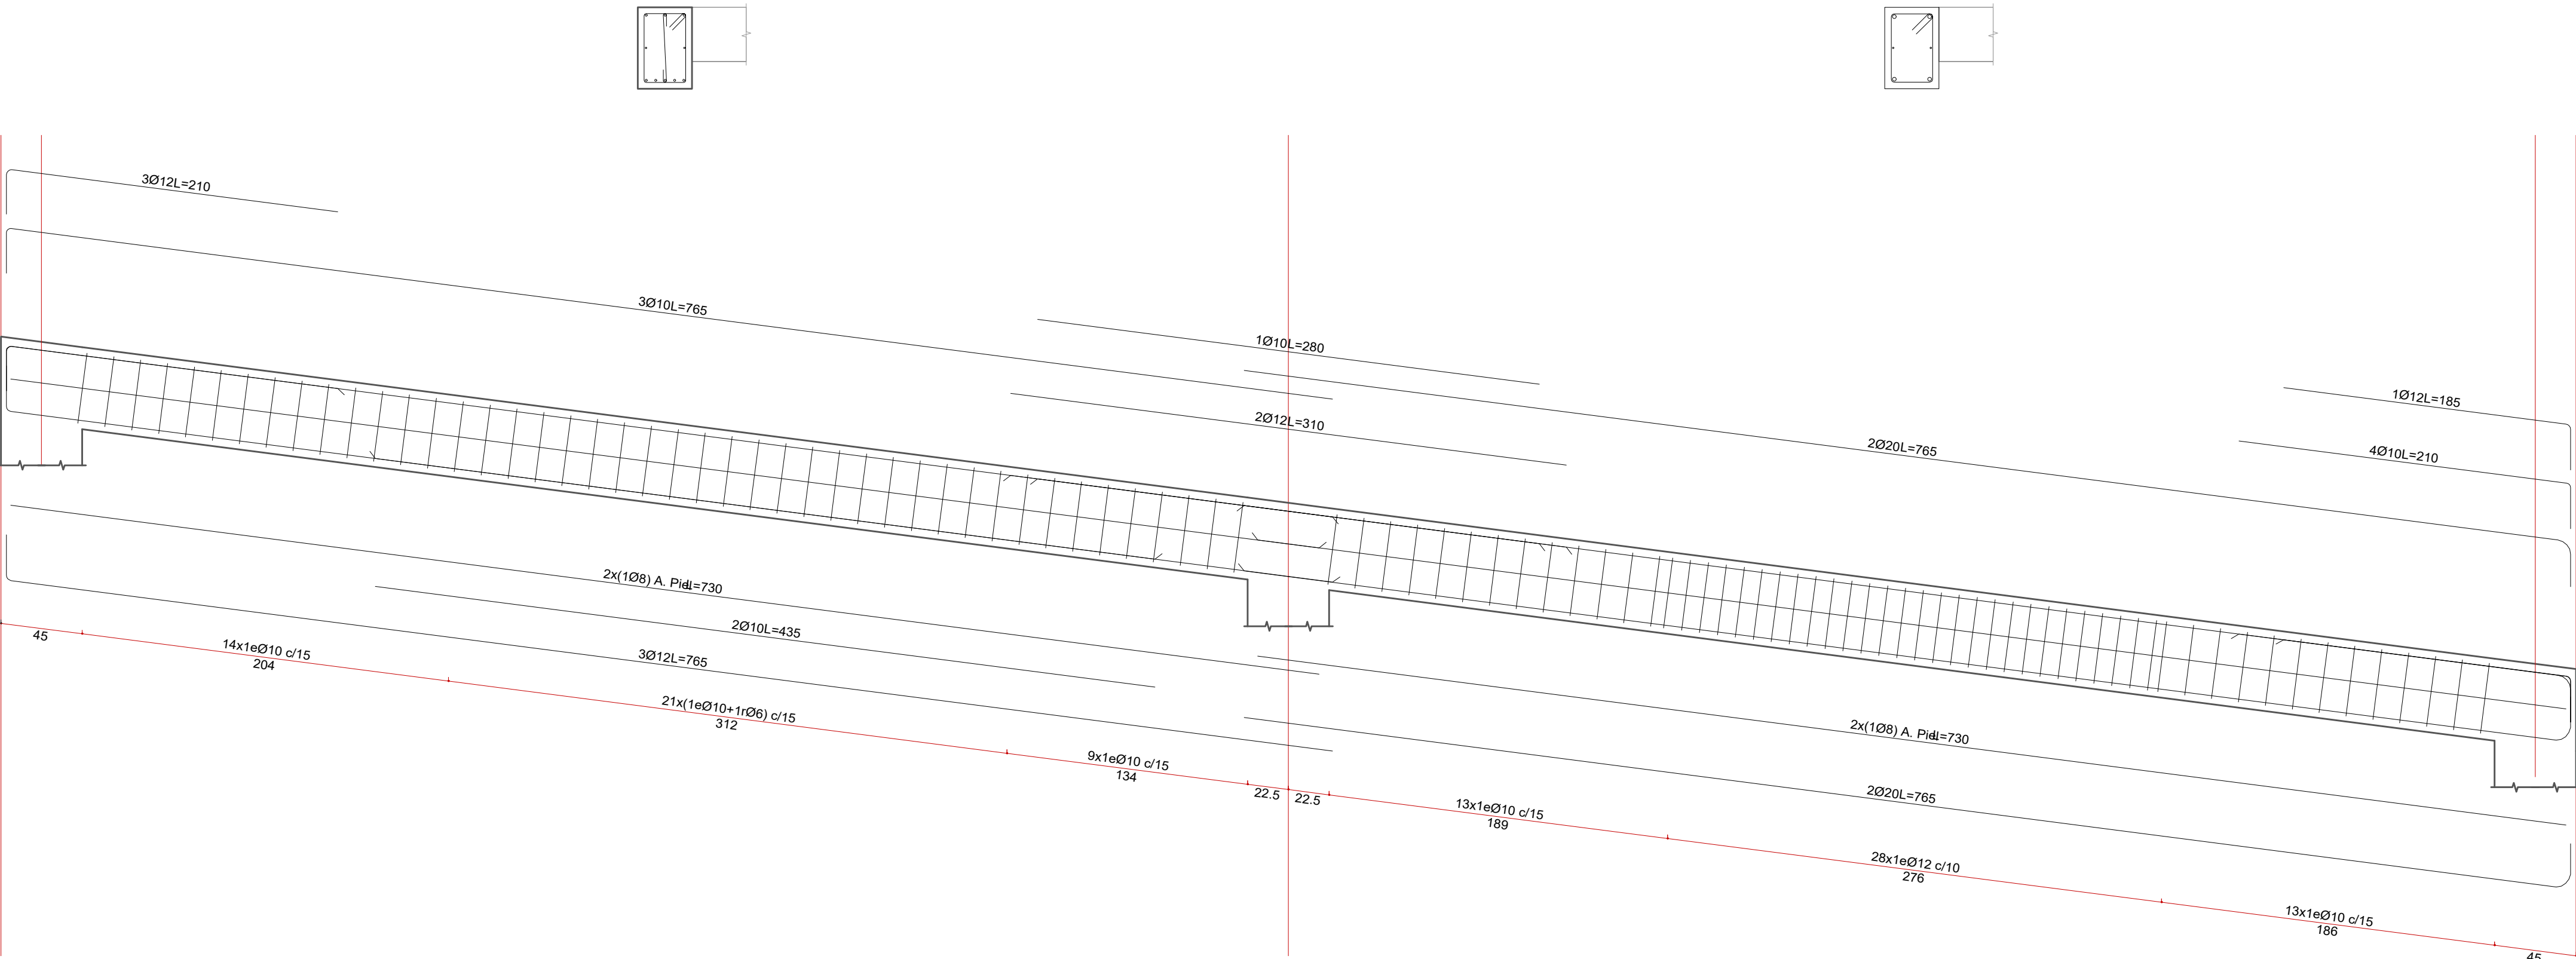 3Ø12L=210
3Ø10L=765
1Ø10L=280
2Ø12L=310
2Ø20L=765
1Ø12L=185
4Ø10L=210
2x(1Ø8) A. Piel L=730
2Ø10L=435
3Ø12L=765
2x(1Ø8) A. Piel L=730
2Ø20L=765
45
14x1eØ10 c/15
204
21x(1eØ10+1rØ6) c/15
312
9x1eØ10 c/15
134
22.5
22.5
13x1eØ10 c/15
189
28x1eØ12 c/10
276
13x1eØ10 c/15
186
45